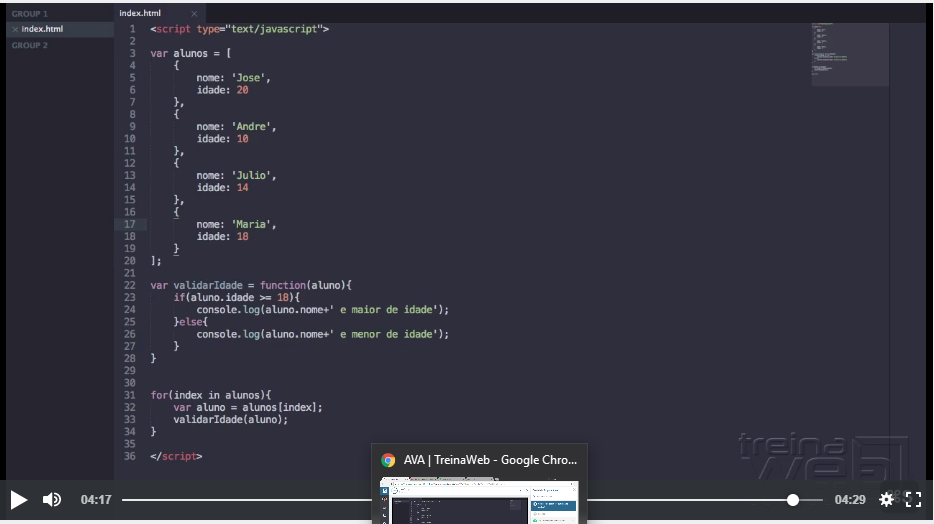 GROUP 1
× index.html
GROUP 2
index.html ×
1 <script type="text/javascript">
2
3 var alunos = [
4     {
5         nome: 'Jose',
6         idade: 20
7     },
8     {
9         nome: 'Andre',
10         idade: 10
11     },
12     {
13         nome: 'Julio',
14         idade: 14
15     },
16     {
17         nome: 'Maria',
18         idade: 18
19     }
20 ];
21
22 var validarIdade = function(aluno){
23     if(aluno.idade >= 18){
24         console.log(aluno.nome+' e maior de idade');
25     }else{
26         console.log(aluno.nome+' e menor de idade');
27     }
28 }
29
30
31 for(index in alunos){
32     var aluno = alunos[index];
33     validarIdade(aluno);
34 }
35
36 </script>
treina
web
AVA | TreinaWeb - Google Chro...
04:17
04:29